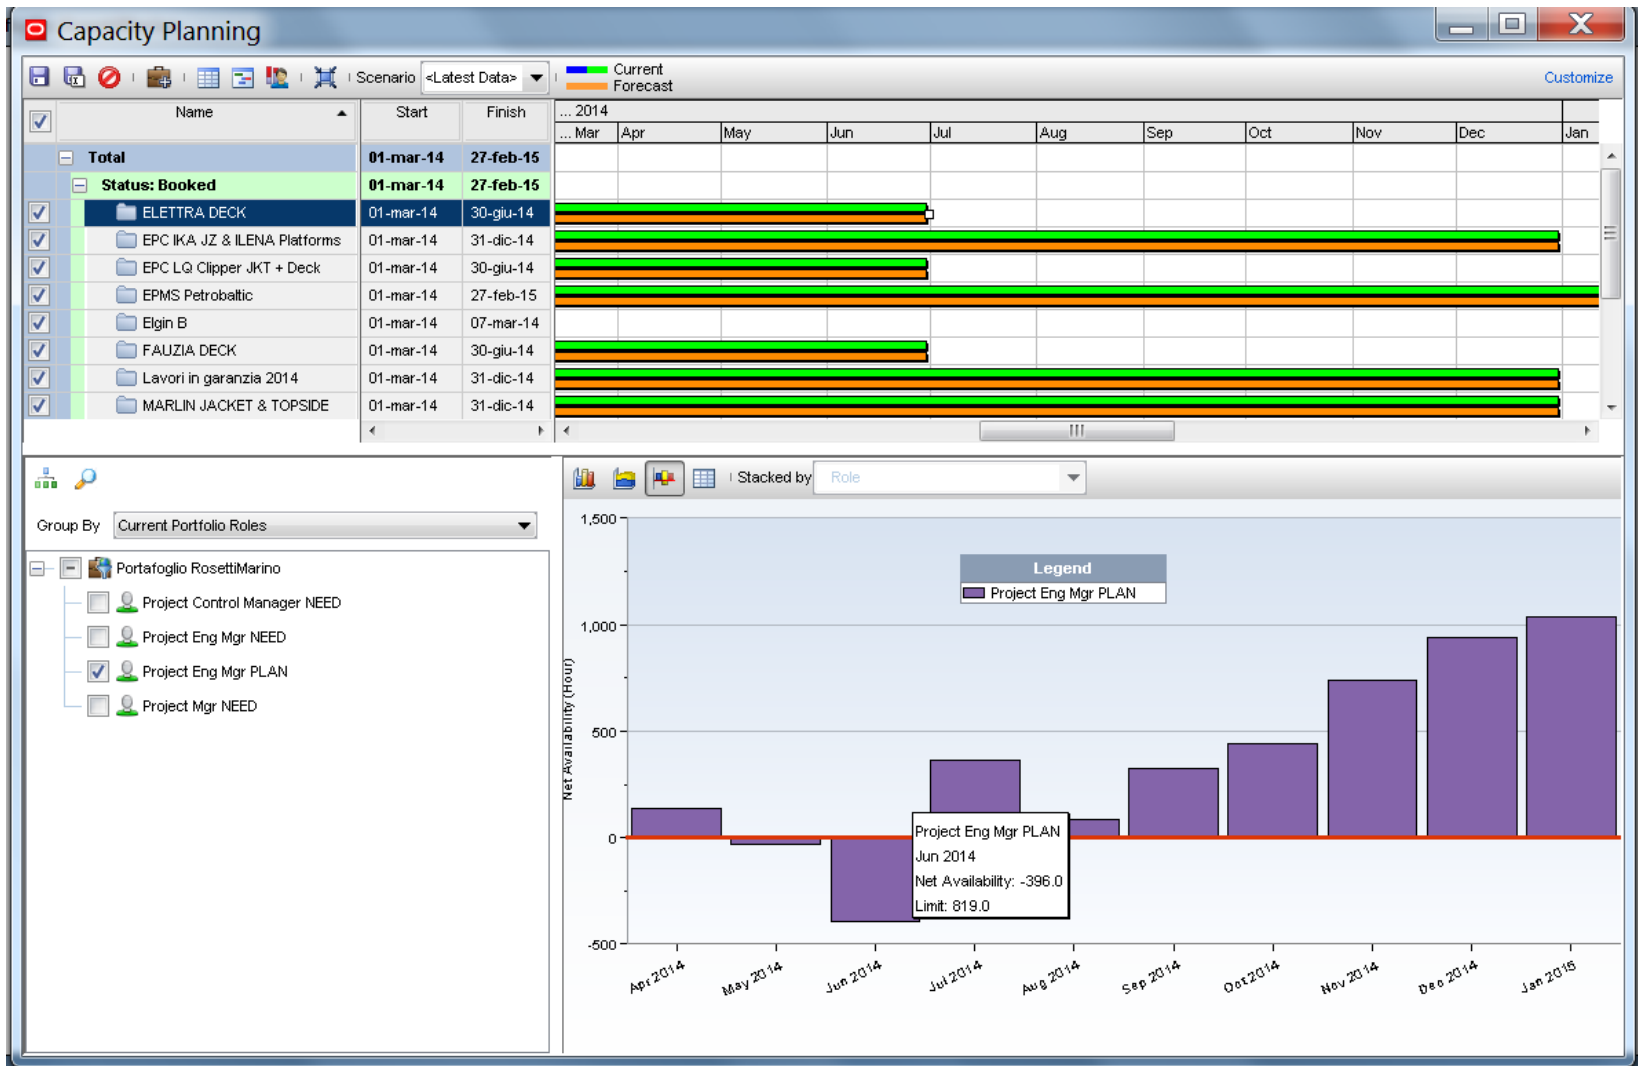 Capacity Planning
Scenario <Latest Data> Current Customize
Forecast
Name Start Finish ... 2014
... Mar Apr May Jun Jul Aug Sep Oct Nov Dec Jan
Total 01-mar-14 27-feb-15
Status: Booked 01-mar-14 27-feb-15
ELETTRA DECK 01-mar-14 30-giu-14
EPC IKA JZ & ILENA Platforms 01-mar-14 31-dic-14
EPC LQ Clipper JKT + Deck 01-mar-14 30-giu-14
EPMS Petrobaltic 01-mar-14 27-feb-15
Elgin B 01-mar-14 07-mar-14
FAUZIA DECK 01-mar-14 30-giu-14
Lavori in garanzia 2014 01-mar-14 31-dic-14
MARLIN JACKET & TOPSIDE 01-mar-14 31-dic-14
Group By Current Portfolio Roles
Portafoglio RosettiMarino
Project Control Manager NEED
Project Eng Mgr NEED
Project Eng Mgr PLAN
Project Mgr NEED
Stacked by Role
Legend
Project Eng Mgr PLAN
Net Availability (Hour)
1,500
1,000
500
0
-500
Project Eng Mgr PLAN
Jun 2014
Net Availability: -396.0
Limit: 819.0
Apr 2014 May 2014 Jun 2014 Jul 2014 Aug 2014 Sep 2014 Oct 2014 Nov 2014 Dec 2014 Jan 2015